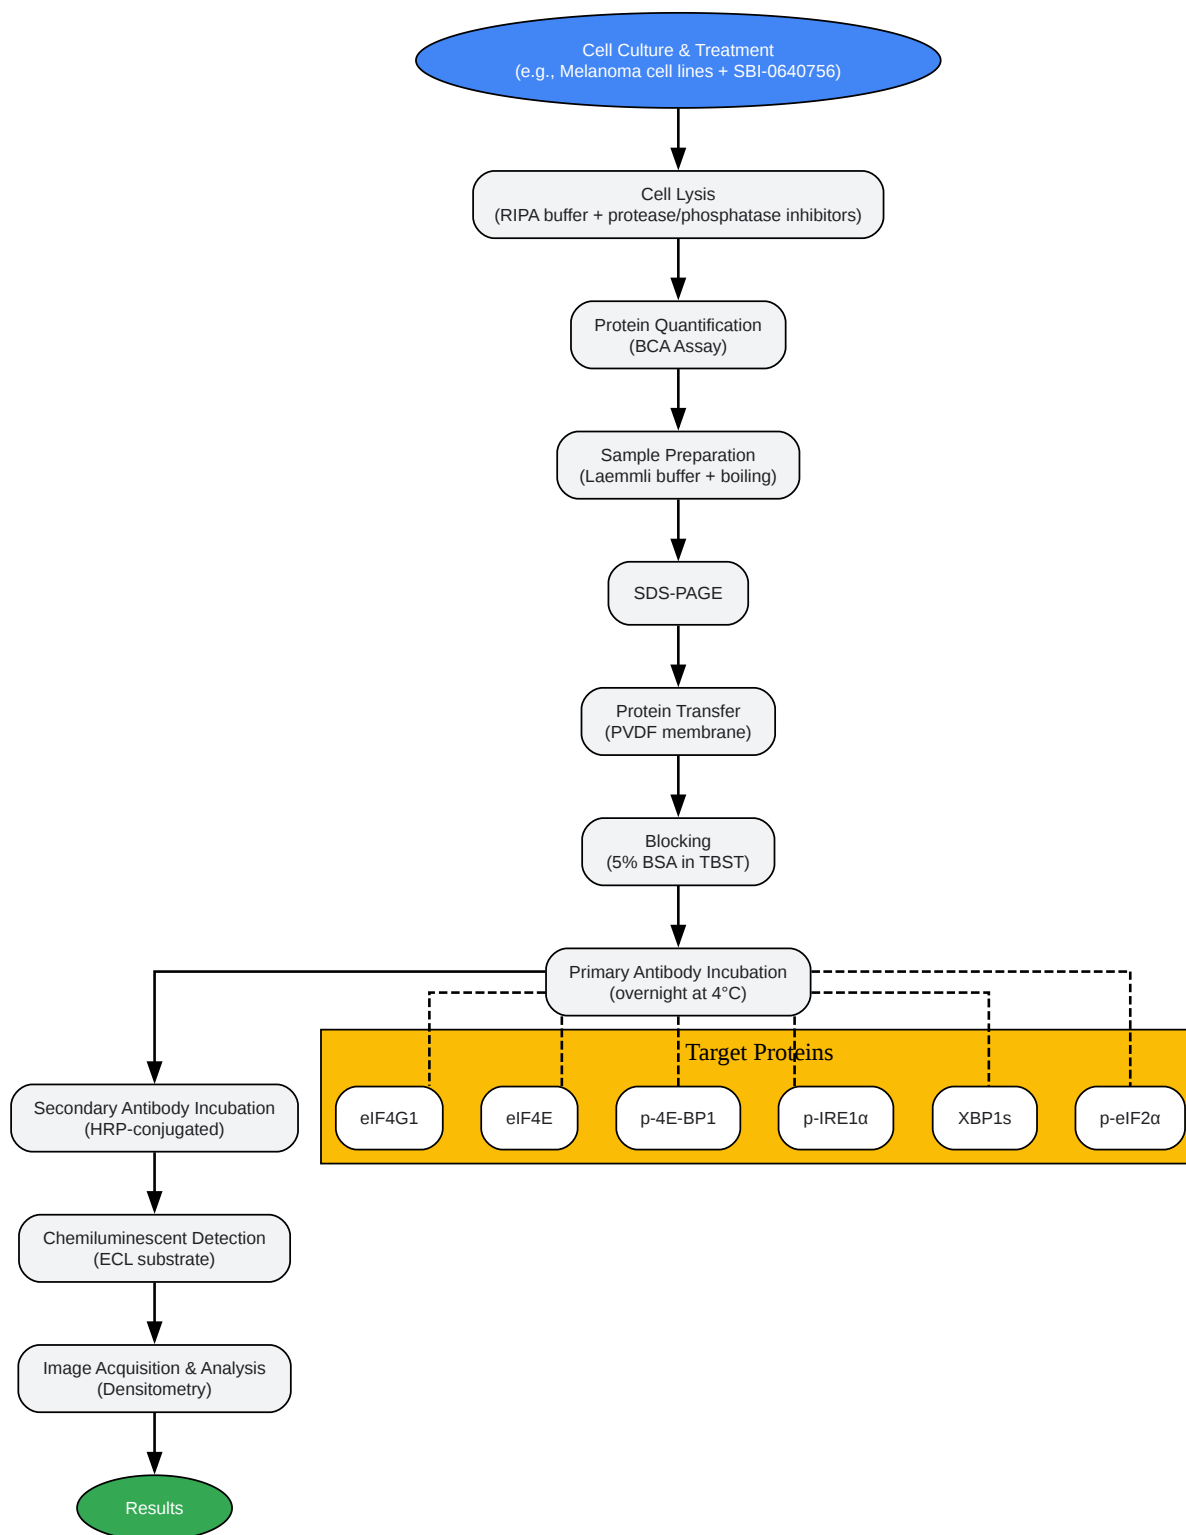 Cell Culture & Treatment
(e.g., Melanoma cell lines + SBI-0640756)
Cell Lysis
(RIPA buffer + protease/phosphatase inhibitors)
Protein Quantification
(BCA Assay)
Sample Preparation
(Laemmli buffer + boiling)
SDS-PAGE
Protein Transfer
(PVDF membrane)
Blocking
(5% BSA in TBST)
Primary Antibody Incubation
(overnight at 4°C)
Target Proteins
eIF4G1
eIF4E
p-4E-BP1
p-IRE1α
XBP1s
p-eIF2α
Secondary Antibody Incubation
(HRP-conjugated)
Chemiluminescent Detection
(ECL substrate)
Image Acquisition & Analysis
(Densitometry)
Results